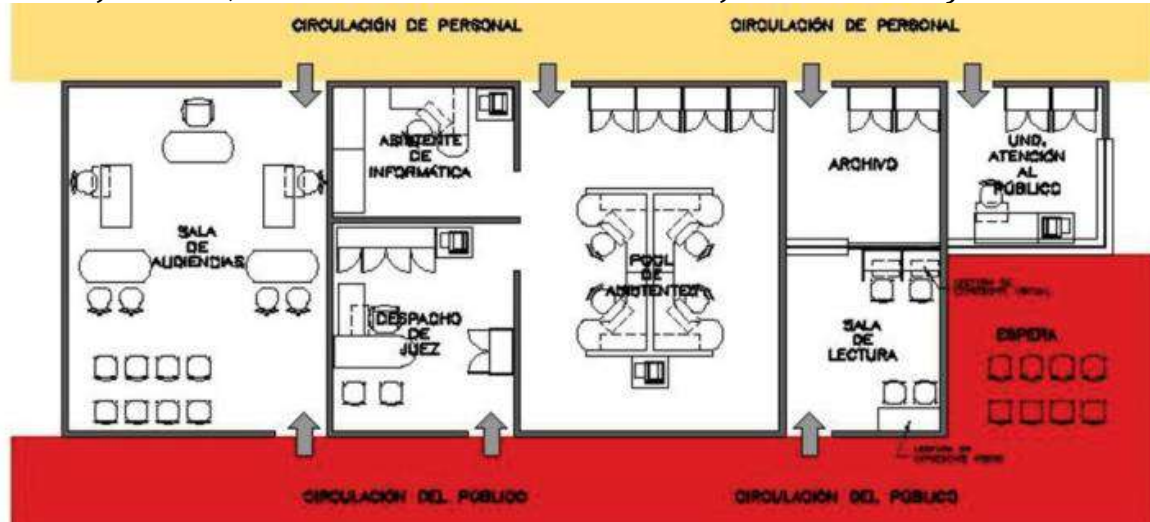 CIRCULACIÓN DE PERSONAL
CIRCULACIÓN DE PERSONAL
ASISTENTE
DE
INFORMÁTICA
ARCHIVO
UND.
ATENCIÓN
AL
PÚBLICO
SALA
DE
AUDIENCIAS
POOL
DE
ASISTENTES
DESPACHO
DE
JUEZ
SALA
DE
LECTURA
ESPERA
CIRCULACIÓN DEL PÚBLICO
CIRCULACIÓN DEL PÚBLICO